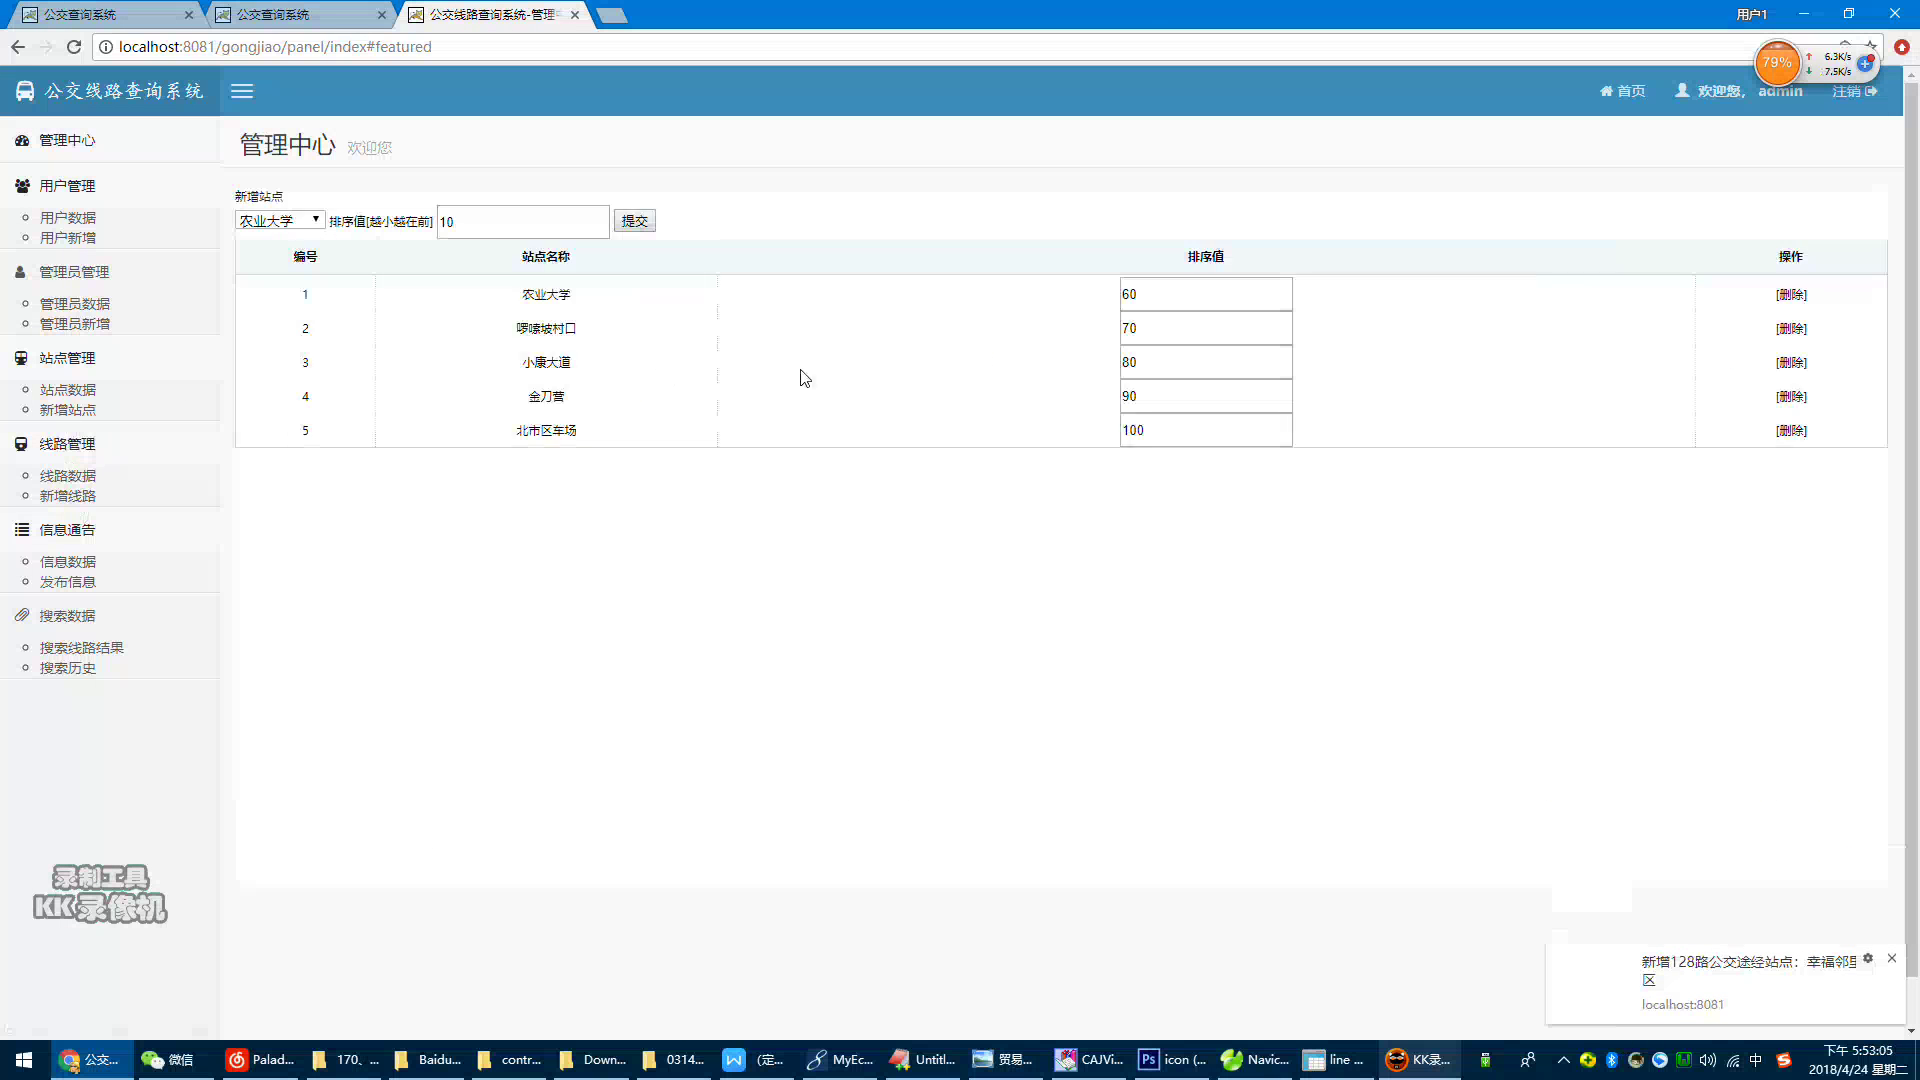 公交查询系统
公交查询系统
公交线路查询系统-管理
用户1
localhost:8081/gongjiao/panel/index#featured
79%
6.3K/s
7.5K/s
公交线路查询系统
首页
欢迎您， admin
注销
管理中心
用户管理
用户数据
用户新增
管理员管理
管理员数据
管理员新增
站点管理
站点数据
新增站点
线路管理
线路数据
新增线路
信息通告
信息数据
发布信息
搜索数据
搜索线路结果
搜索历史
管理中心 欢迎您
新增站点
农业大学 排序值[越小越在前] 10 提交
编号 站点名称 排序值 操作
1 农业大学 60 [删除]
2 啰嗦坡村口 70 [删除]
3 小康大道 80 [删除]
4 金刀营 90 [删除]
5 北市区车场 100 [删除]
录制工具
KK录像机
新增128路公交途经站点：幸福邻里
区
localhost:8081
公交... 微信 Palad... 170、... Baidu... contr... Down... 0314... (定... MyEc... Untitl... 贸易... CAJVi... icon (... Navic... line ... KK录... 中
下午 5:53:05
2018/4/24 星期二